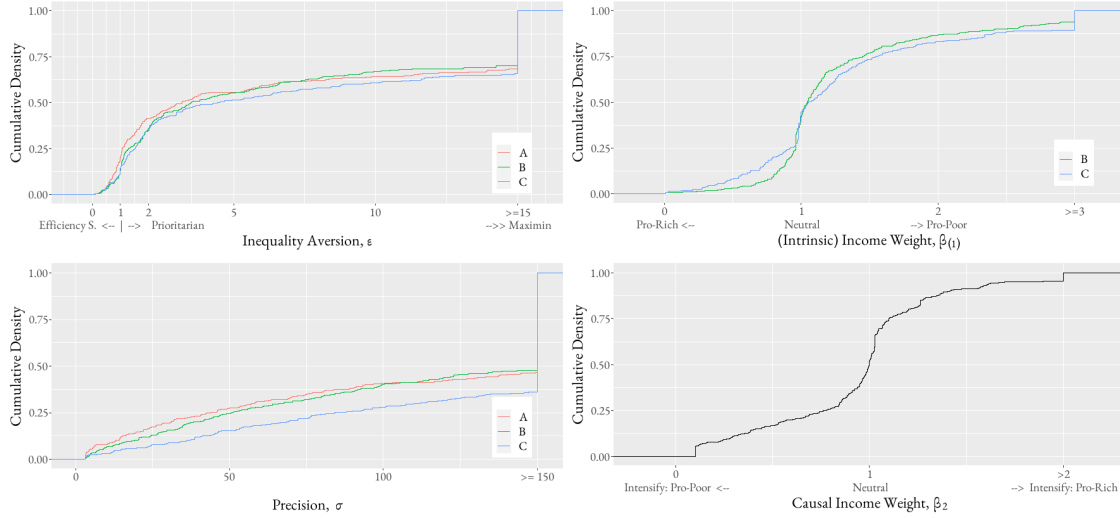 Cumulative Density
1.00
0.75
0.50
0.25
0.00
A
B
C
0 1 2 5 10 >=15
Efficiency S. <-- | --> Prioritarian -->> Maximin
Inequality Aversion, ε
Cumulative Density
1.00
0.75
0.50
0.25
0.00
B
C
0 1 2 >=3
Pro-Rich <-- Neutral -->> Pro-Poor
(Intrinsic) Income Weight, β(1)
Cumulative Density
1.00
0.75
0.50
0.25
0.00
A
B
C
0 50 100 >= 150
Precision, σ
Cumulative Density
1.00
0.75
0.50
0.25
0.00
0 1 >2
Intensify: Pro-Poor <-- Neutral --> Intensify: Pro-Rich
Causal Income Weight, β2